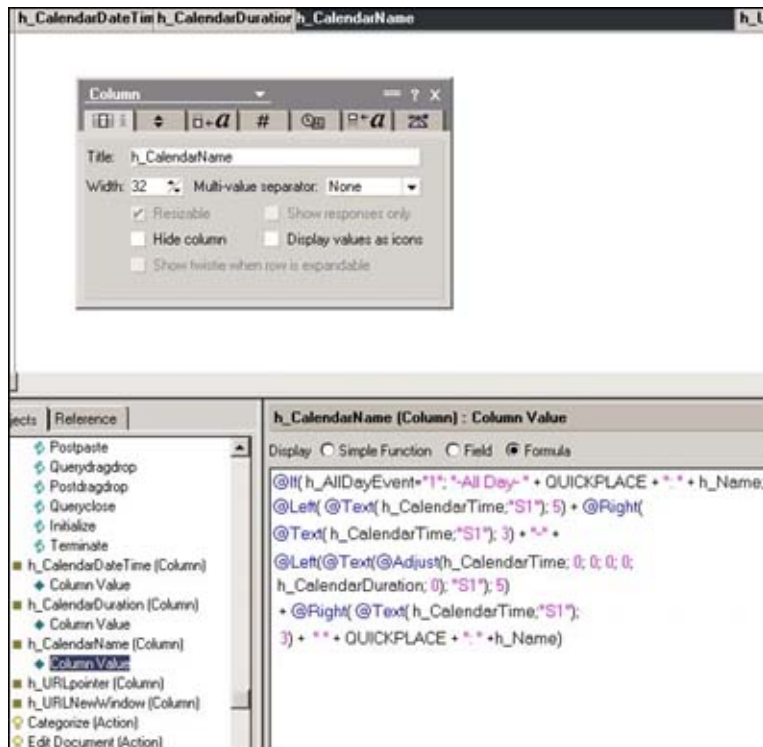 h_CalendarDateTim h_CalendarDuration h_CalendarName h_U
Column
? x
#
Title: h_CalendarName
Width: 32 Multi-value separator: None
Resizable Show responses only
Hide column Display values as icons
Show twistie when row is expandable
jects Reference
Postpaste
Querydragdrop
Postdragdrop
Queryclose
Initialize
Terminate
h_CalendarDateTime (Column)
Column Value
h_CalendarDuration (Column)
Column Value
h_CalendarName (Column)
Column Value
h_URLpointer (Column)
h_URLNewWindow (Column)
Categorize (Action)
Edit Document (Action)
h_CalendarName (Column) : Column Value
Display Simple Function Field Formula
@If( h_AllDayEvent="1"; "-All Day- " + QUICKPLACE + ": " + h_Name;
@Left( @Text( h_CalendarTime;"S1"); 5) + @Right(
@Text( h_CalendarTime;"S1"); 3) + "-" +
@Left(@Text(@Adjust(h_CalendarTime; 0; 0; 0; 0;
h_CalendarDuration; 0); "S1"); 5)
+ @Right( @Text( h_CalendarTime;"S1");
3) + " " + QUICKPLACE + ": " +h_Name)